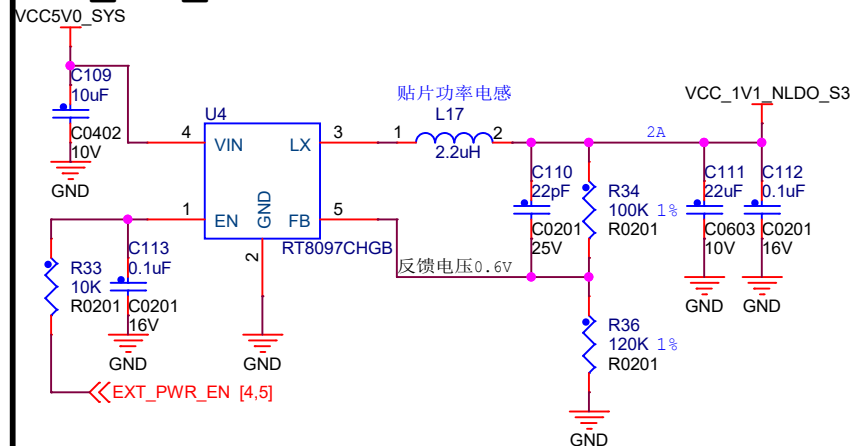 VCC5V0_SYS
C109
10uF
C0402
10V
GND
U4
4
VIN
LX
3
1
EN
GND
FB
5
2
RT8097CHGB
GND
贴片功率电感
L17
1
2
2.2uH
2A
VCC_1V1_NLDO_S3
C110
22pF
C0201
25V
R34
100K 1%
R0201
C111
22uF
C0603
10V
GND
C112
0.1uF
C0201
16V
GND
反馈电压0.6V
R36
120K 1%
R0201
GND
R33
10K
R0201
C113
0.1uF
C0201
16V
GND
EXT_PWR_EN [4,5]